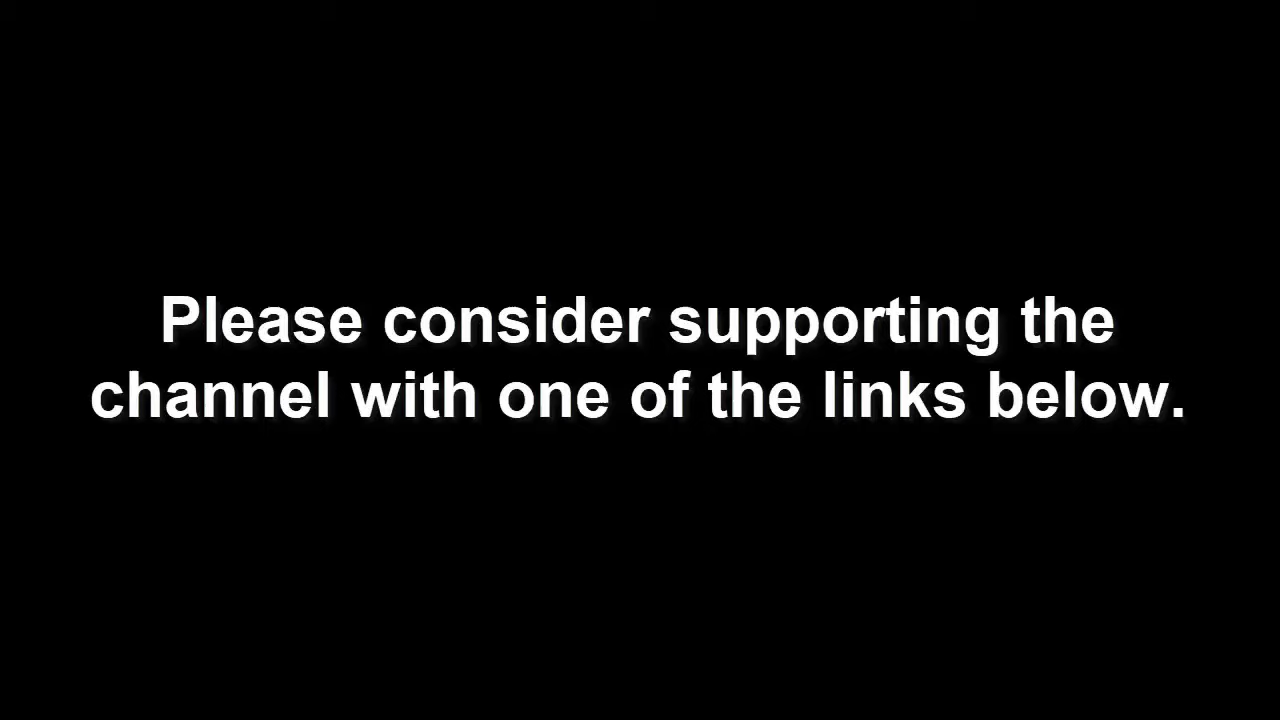 Please consider supporting the
channel with one of the links below.